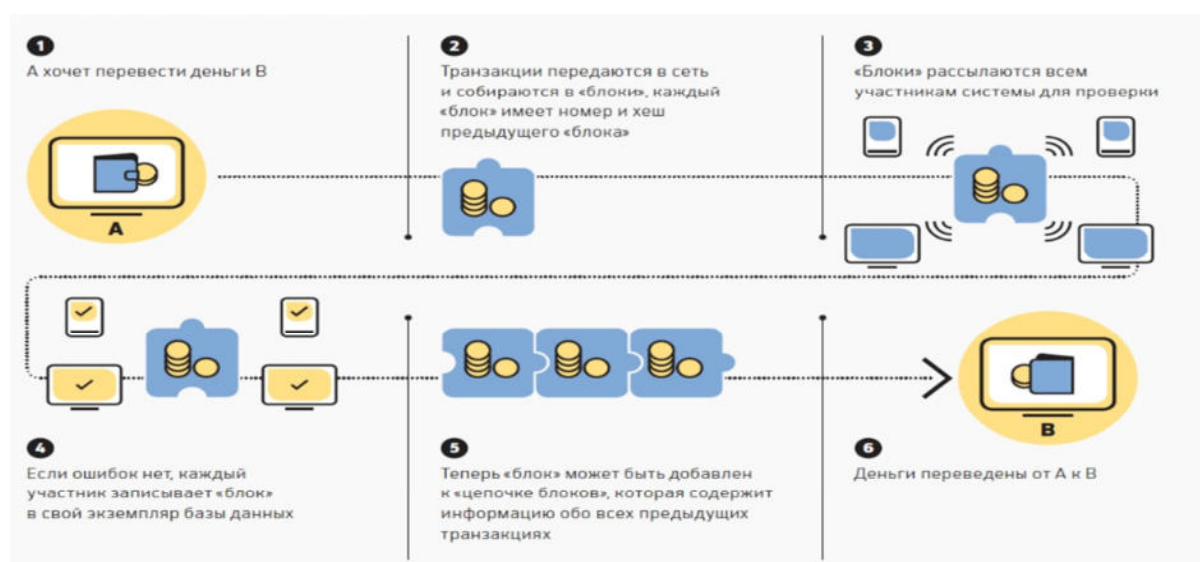 1
А хочет перевести деньги В
А
2
Транзакции передаются в сеть
и собираются в «блоки», каждый
«блок» имеет номер и хеш
предыдущего «блока»
3
«Блоки» рассылаются всем
участникам системы для проверки
4
Если ошибок нет, каждый
участник записывает «блок»
в свой экземпляр базы данных
5
Теперь «блок» может быть добавлен
к «цепочке блоков», которая содержит
информацию обо всех предыдущих
транзакциях
В
6
Деньги переведены от А к В